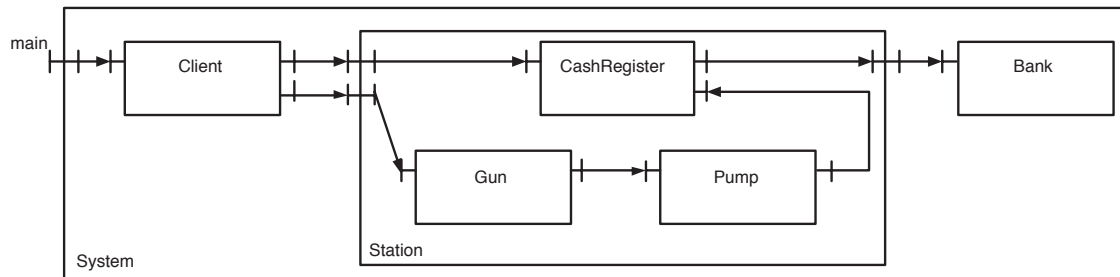 main
Client
CashRegister
Bank
Gun
Pump
Station
System